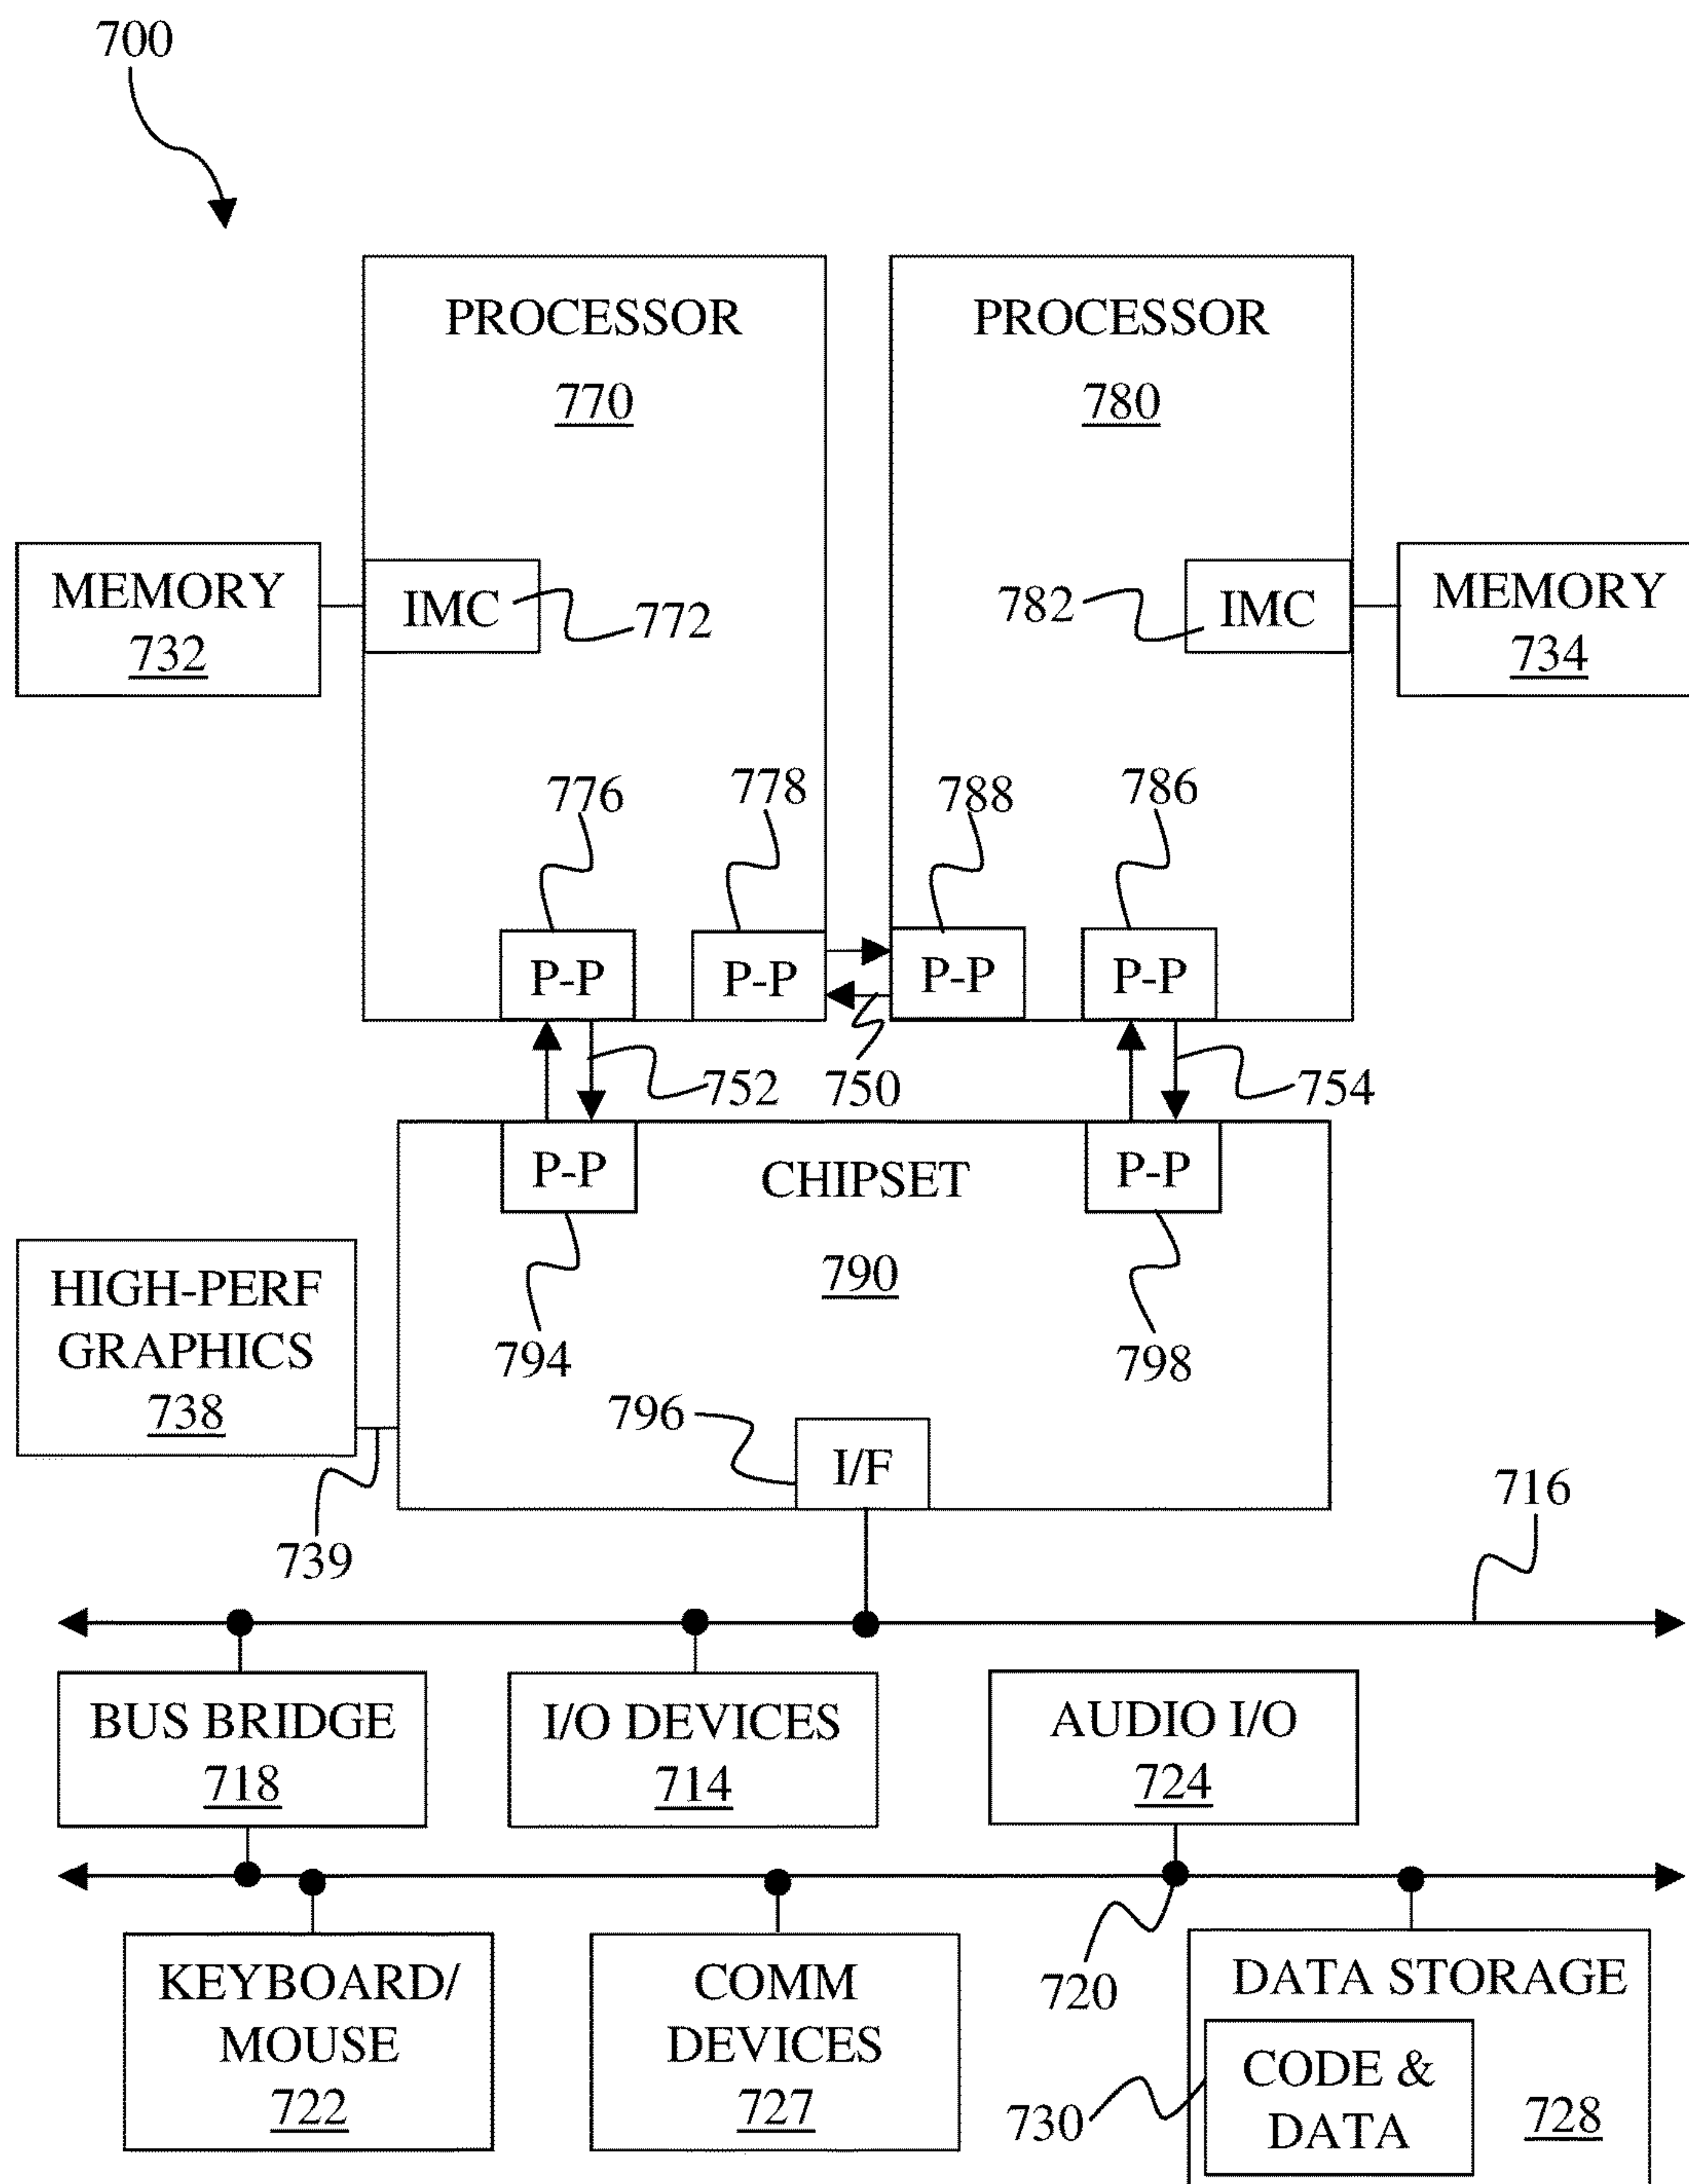 700
PROCESSOR
770
PROCESSOR
780
MEMORY
732
IMC
772
782
IMC
MEMORY
734
776
778
788
786
P-P
P-P
P-P
P-P
752
750
754
P-P
CHIPSET
P-P
790
HIGH-PERF
GRAPHICS
738
794
798
796
I/F
739
716
BUS BRIDGE
718
I/O DEVICES
714
AUDIO I/O
724
720
KEYBOARD/
MOUSE
722
COMM
DEVICES
727
DATA STORAGE
730
CODE &
DATA
728